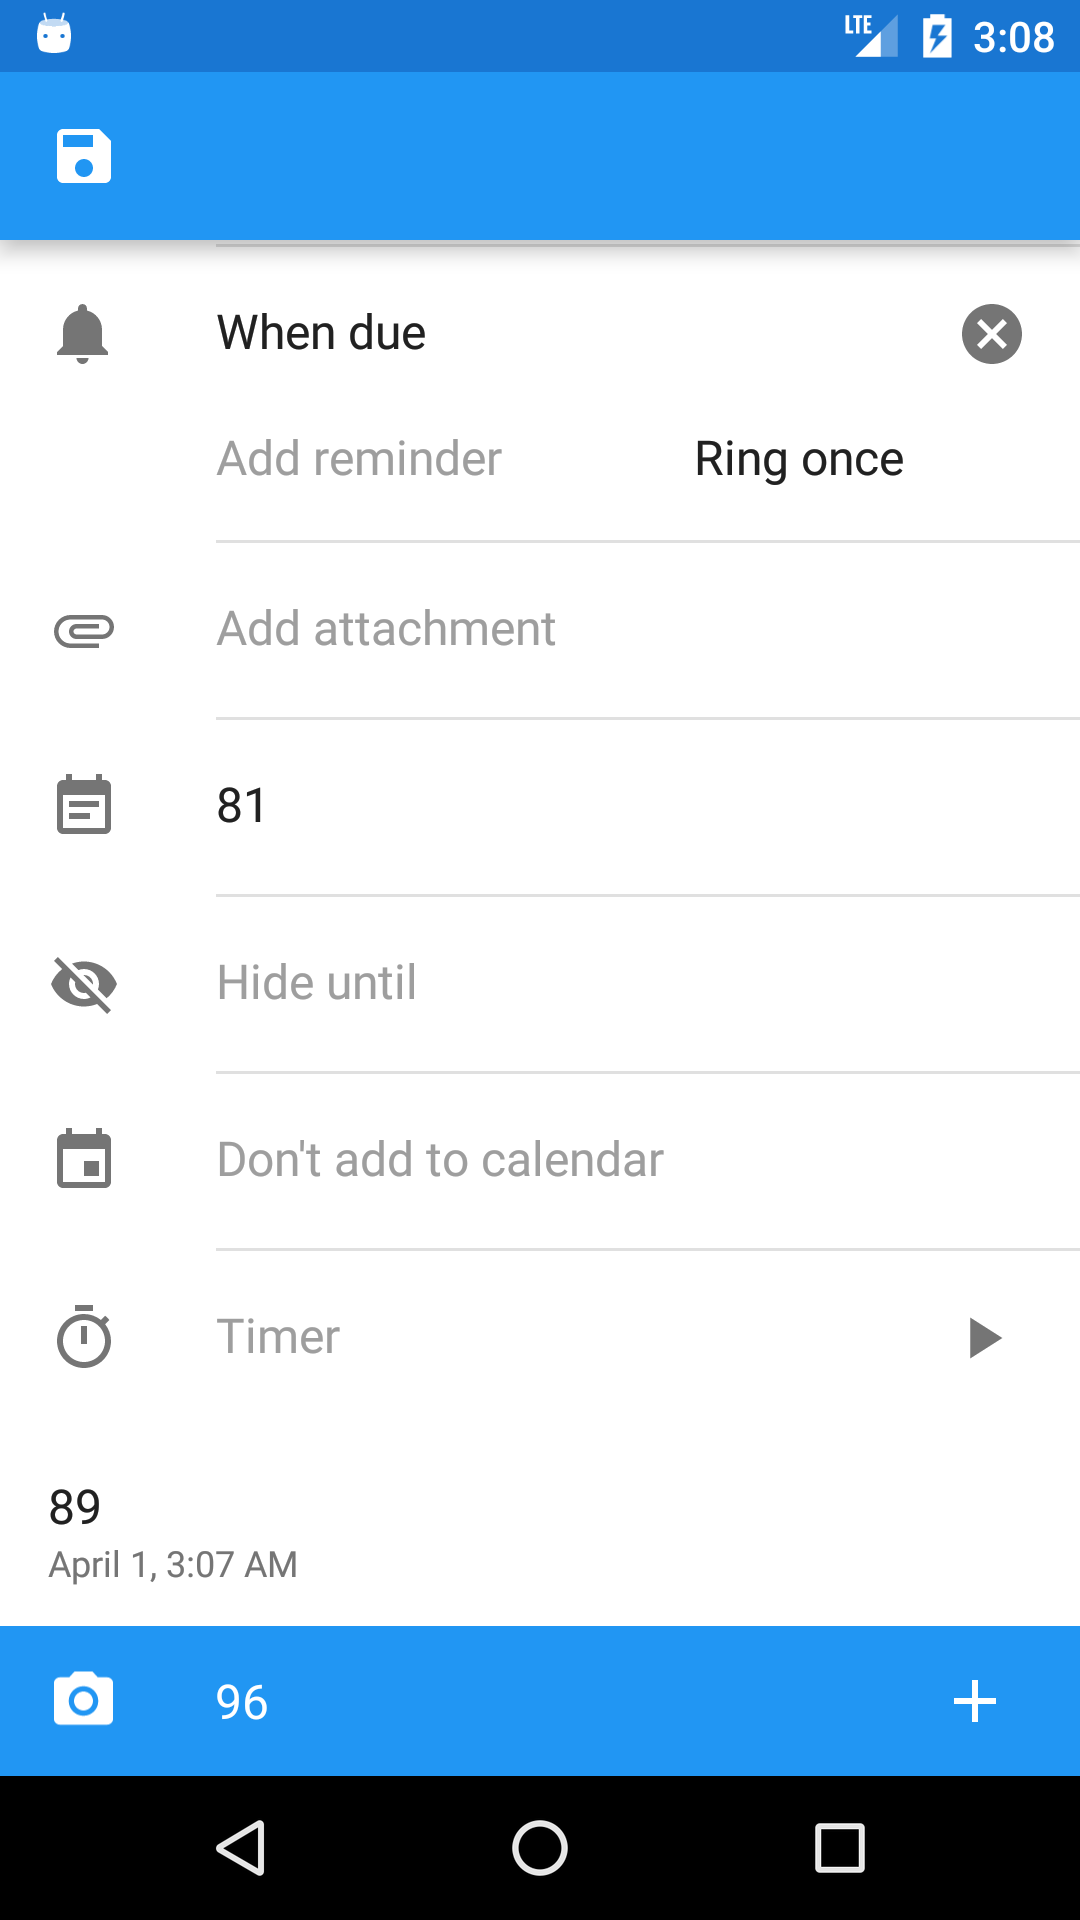 LTE 3:08
When due
Add reminder Ring once
Add attachment
81
Hide until
Don't add to calendar
Timer
89
April 1, 3:07 AM
96